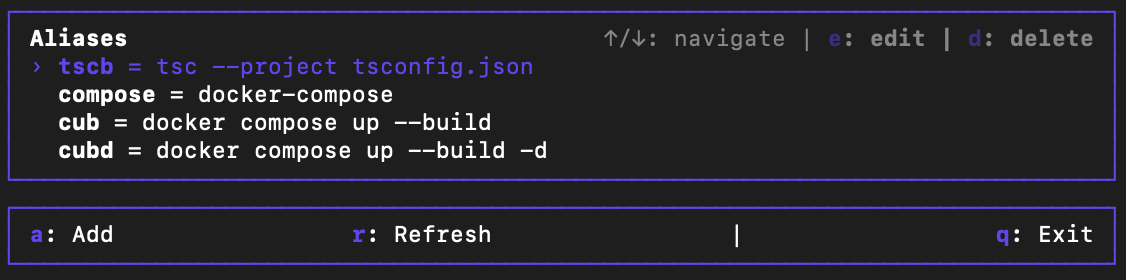 Aliases ↑/↓: navigate | e: edit | d: delete
› tscb = tsc --project tsconfig.json
compose = docker-compose
cub = docker compose up --build
cubd = docker compose up --build -d
a: Add r: Refresh | q: Exit